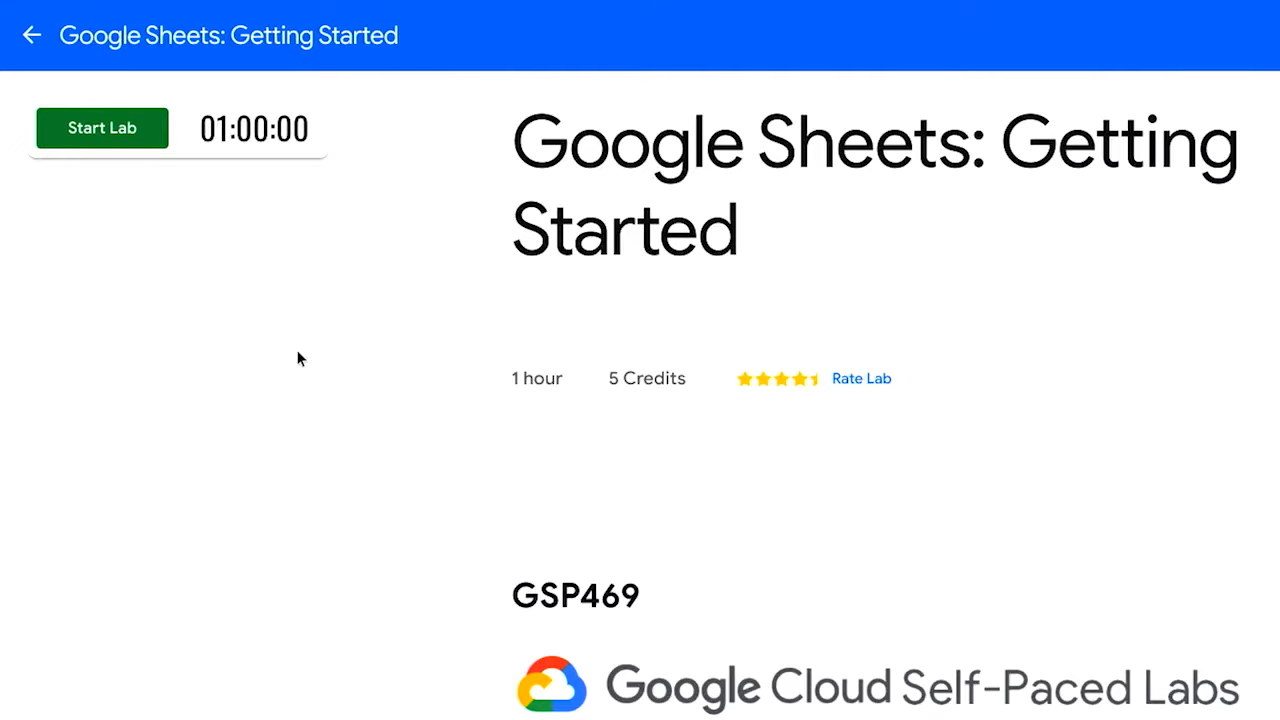 Google Sheets: Getting Started
Start Lab
01:00:00
Google Sheets: Getting
Started
1 hour
5 Credits
Rate Lab
GSP469
Google Cloud Self-Paced Labs